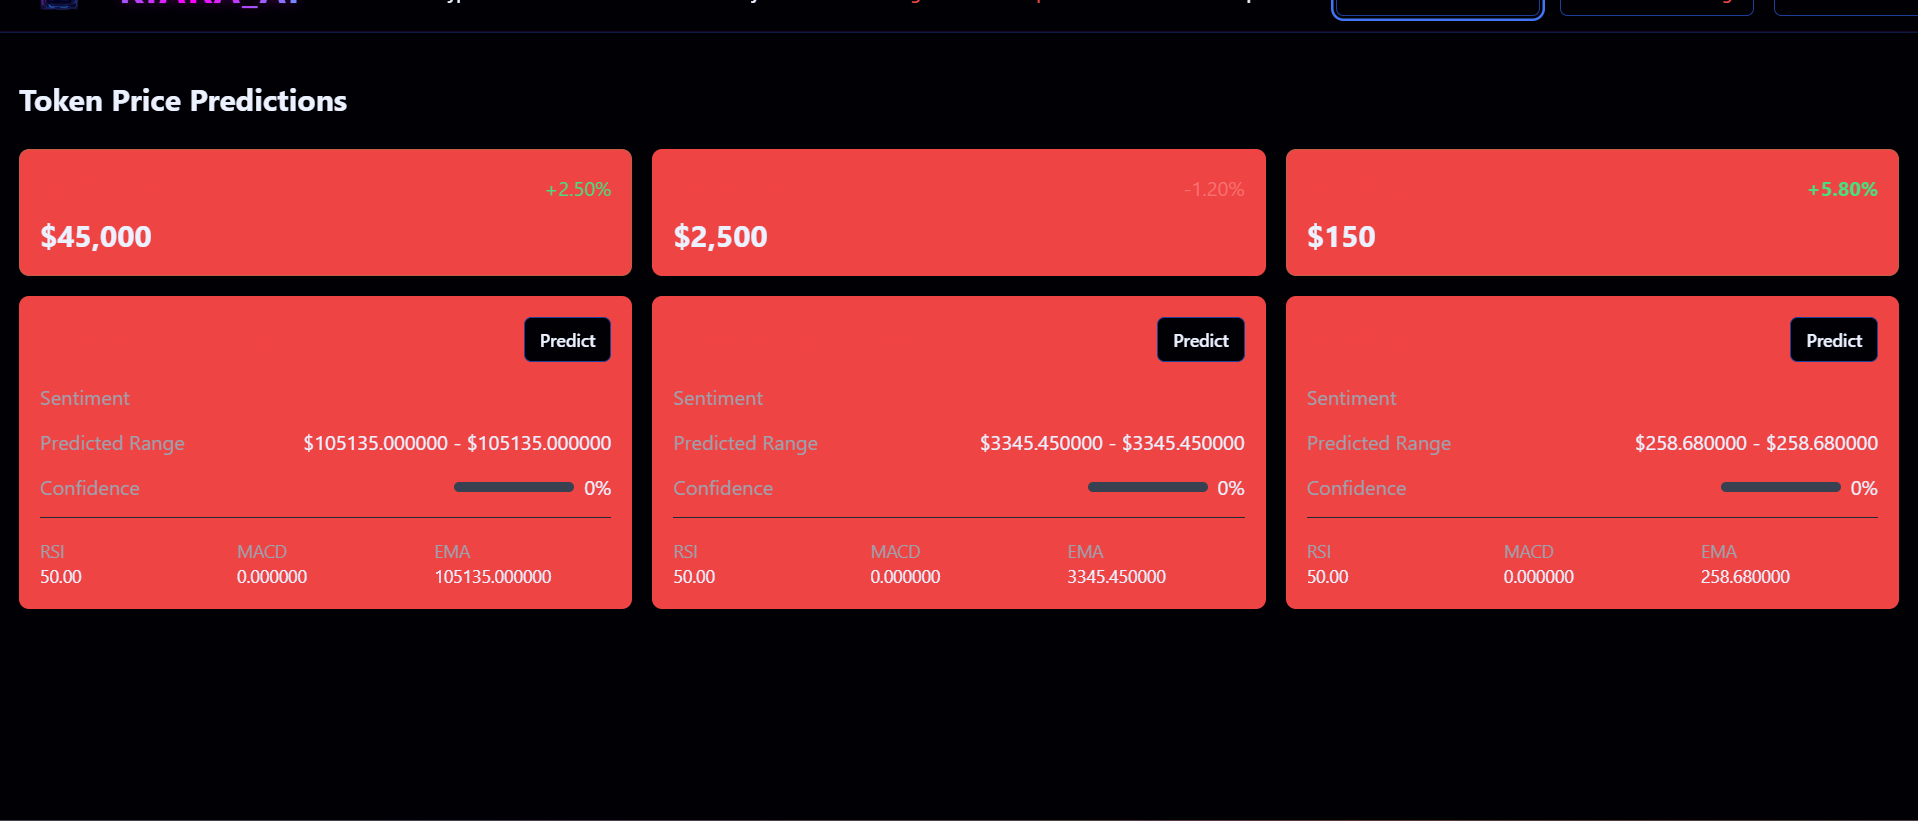 Token Price Predictions
+2.50%
$45,000
-1.20%
$2,500
+5.80%
$150
Predict
Sentiment
Predicted Range $105135.000000 - $105135.000000
Confidence 0%
RSI MACD EMA
50.00 0.000000 105135.000000
Predict
Sentiment
Predicted Range $3345.450000 - $3345.450000
Confidence 0%
RSI MACD EMA
50.00 0.000000 3345.450000
Predict
Sentiment
Predicted Range $258.680000 - $258.680000
Confidence 0%
RSI MACD EMA
50.00 0.000000 258.680000